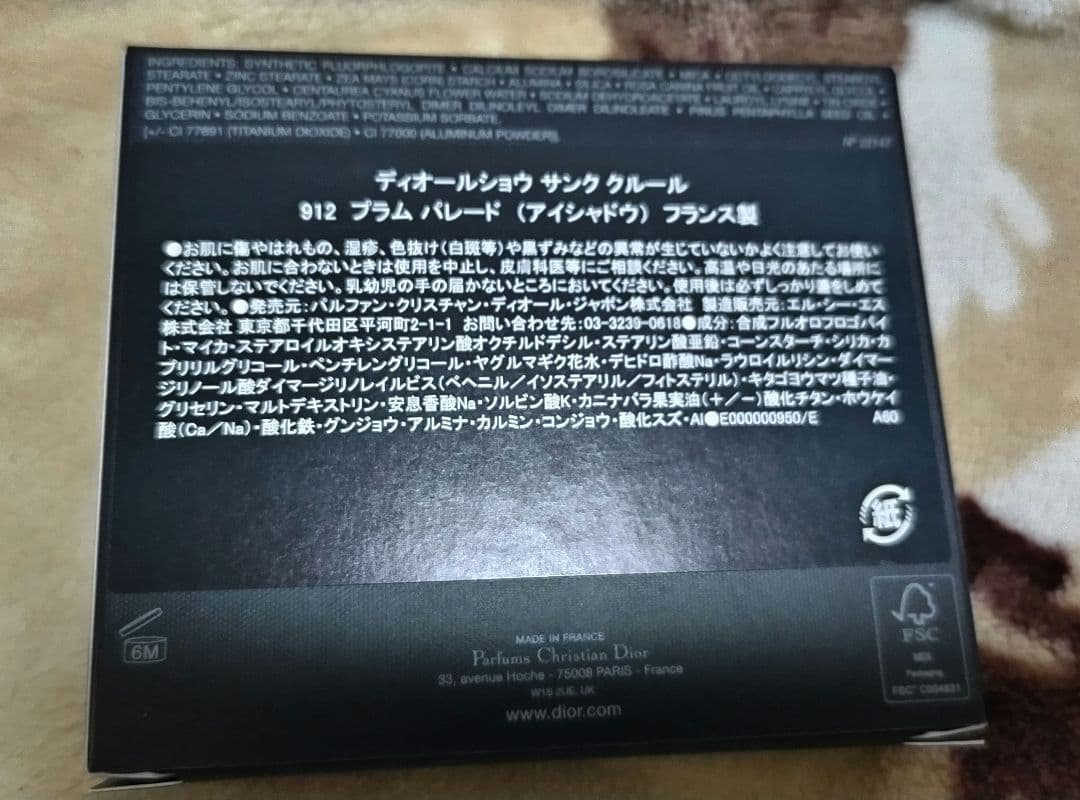 INGREDIENTS: SYNTHETIC FLUORPHLOGOPITE • CALCIUM SODIUM BOROSILICATE • MICA •
STEARATE • ZINC STEARATE • ZEA MAYS (CORN) STARCH • ALUMINA • SILICA • ROSA CANINA FRUIT OIL • CAPRYLYL GLYCOL •
PENTYLENE GLYCOL • CENTAUREA CYANUS FLOWER WATER • SODIUM DEHYDROACETATE • LAUROYL LYSINE •
BIS-BEHENYL/ISOSTEARYL/PHYTOSTERYL DIMER DILINOLEYL DIMER DILINOLEATE • PINUS PENTAPHYLLA SEED OIL •
GLYCERIN • SODIUM BENZOATE • POTASSIUM SORBATE.
[+/- CI 77891 (TITANIUM DIOXIDE) • CI 77000 (ALUMINUM POWDER)].
ディオールショウ サンク クルール
912 プラム パレード (アイシャドウ) フランス製
●お肌に傷やはれもの、湿疹、色抜け(白斑等)や黒ずみなどの異常が生じていないかよく注意してお使い
ください。お肌に合わないときは使用を中止し、皮膚科医等にご相談ください。高温や日光のあたる場所に
は保管しないでください。乳幼児の手の届かないところにおいてください。使用後は必ずしっかり蓋をしめて
ください。●発売元:パルファン・クリスチャン・ディオール・ジャポン株式会社 製造販売元:エル・シー・エス
株式会社 東京都千代田区平河町2-1-1 お問い合わせ先:03-3239-0618●成分:合成フルオロフロゴパイ
ト・マイカ・ステアロイルオキシステアリン酸オクチルドデシル・ステアリン酸亜鉛・コーンスターチ・シリカ・カ
プリリルグリコール・ペンチレングリコール・ヤグルマギク花水・デヒドロ酢酸Na・ラウロイルリシン・ダイマー
ジリノール酸ダイマージリノレイルビス(ベヘニル/イソステアリル/フィトステリル)・キタゴヨウマツ種子油・
グリセリン・マルトデキストリン・安息香酸Na・ソルビン酸K・カニナバラ果実油(+/-)酸化チタン・ホウケイ
酸(Ca/Na)・酸化鉄・グンジョウ・アルミナ・カルミン・コンジョウ・酸化スズ・Al●E000000950/E A60
紙
6M
MADE IN FRANCE
Parfums Christian Dior
33, avenue Hoche - 75008 PARIS - France
W1S 2UE, UK
www.dior.com
FSC
MIX
Packaging